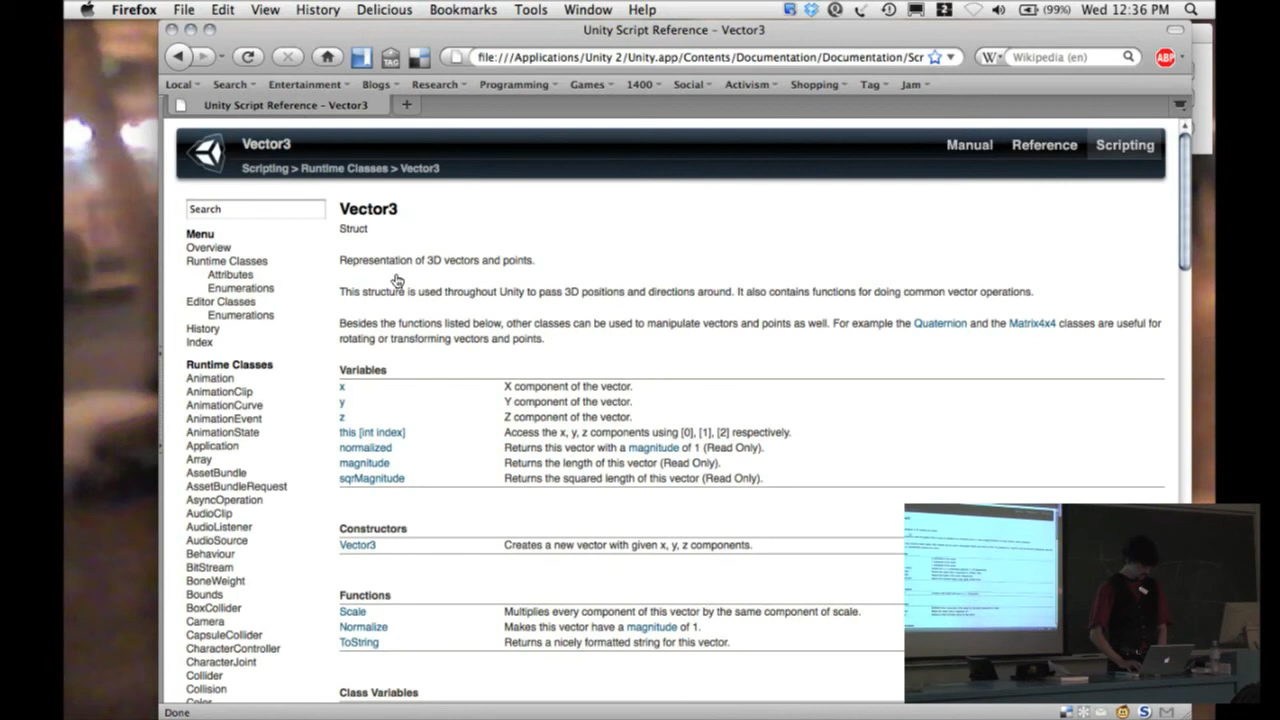 Firefox File Edit View History Delicious Bookmarks Tools Window Help 2 (99%) Wed 12:36 PM
Unity Script Reference - Vector3
TAG file:///Applications/Unity 2/Unity.app/Contents/Documentation/Documentation/Scr W Wikipedia (en) ABP
Local Search Entertainment Blogs Research Programming Games 1400 Social Activism Shopping Tag Jam
Unity Script Reference - Vector3 +
Vector3 Manual Reference Scripting
Scripting > Runtime Classes > Vector3
Search
Menu
Overview
Runtime Classes
Attributes
Enumerations
Editor Classes
Enumerations
History
Index
Runtime Classes
Animation
AnimationClip
AnimationCurve
AnimationEvent
AnimationState
Application
Array
AssetBundle
AssetBundleRequest
AsyncOperation
AudioClip
AudioListener
AudioSource
Behaviour
BitStream
BoneWeight
Bounds
BoxCollider
Camera
CapsuleCollider
CharacterController
CharacterJoint
Collider
Collision
Color
Vector3
Struct
Representation of 3D vectors and points.
This structure is used throughout Unity to pass 3D positions and directions around. It also contains functions for doing common vector operations.
Besides the functions listed below, other classes can be used to manipulate vectors and points as well. For example the Quaternion and the Matrix4x4 classes are useful for
rotating or transforming vectors and points.
Variables
x X component of the vector.
y Y component of the vector.
z Z component of the vector.
this [int index] Access the x, y, z components using [0], [1], [2] respectively.
normalized Returns this vector with a magnitude of 1 (Read Only).
magnitude Returns the length of this vector (Read Only).
sqrMagnitude Returns the squared length of this vector (Read Only).
Constructors
Vector3 Creates a new vector with given x, y, z components.
Functions
Scale Multiplies every component of this vector by the same component of scale.
Normalize Makes this vector have a magnitude of 1.
ToString Returns a nicely formatted string for this vector.
Class Variables
Done S